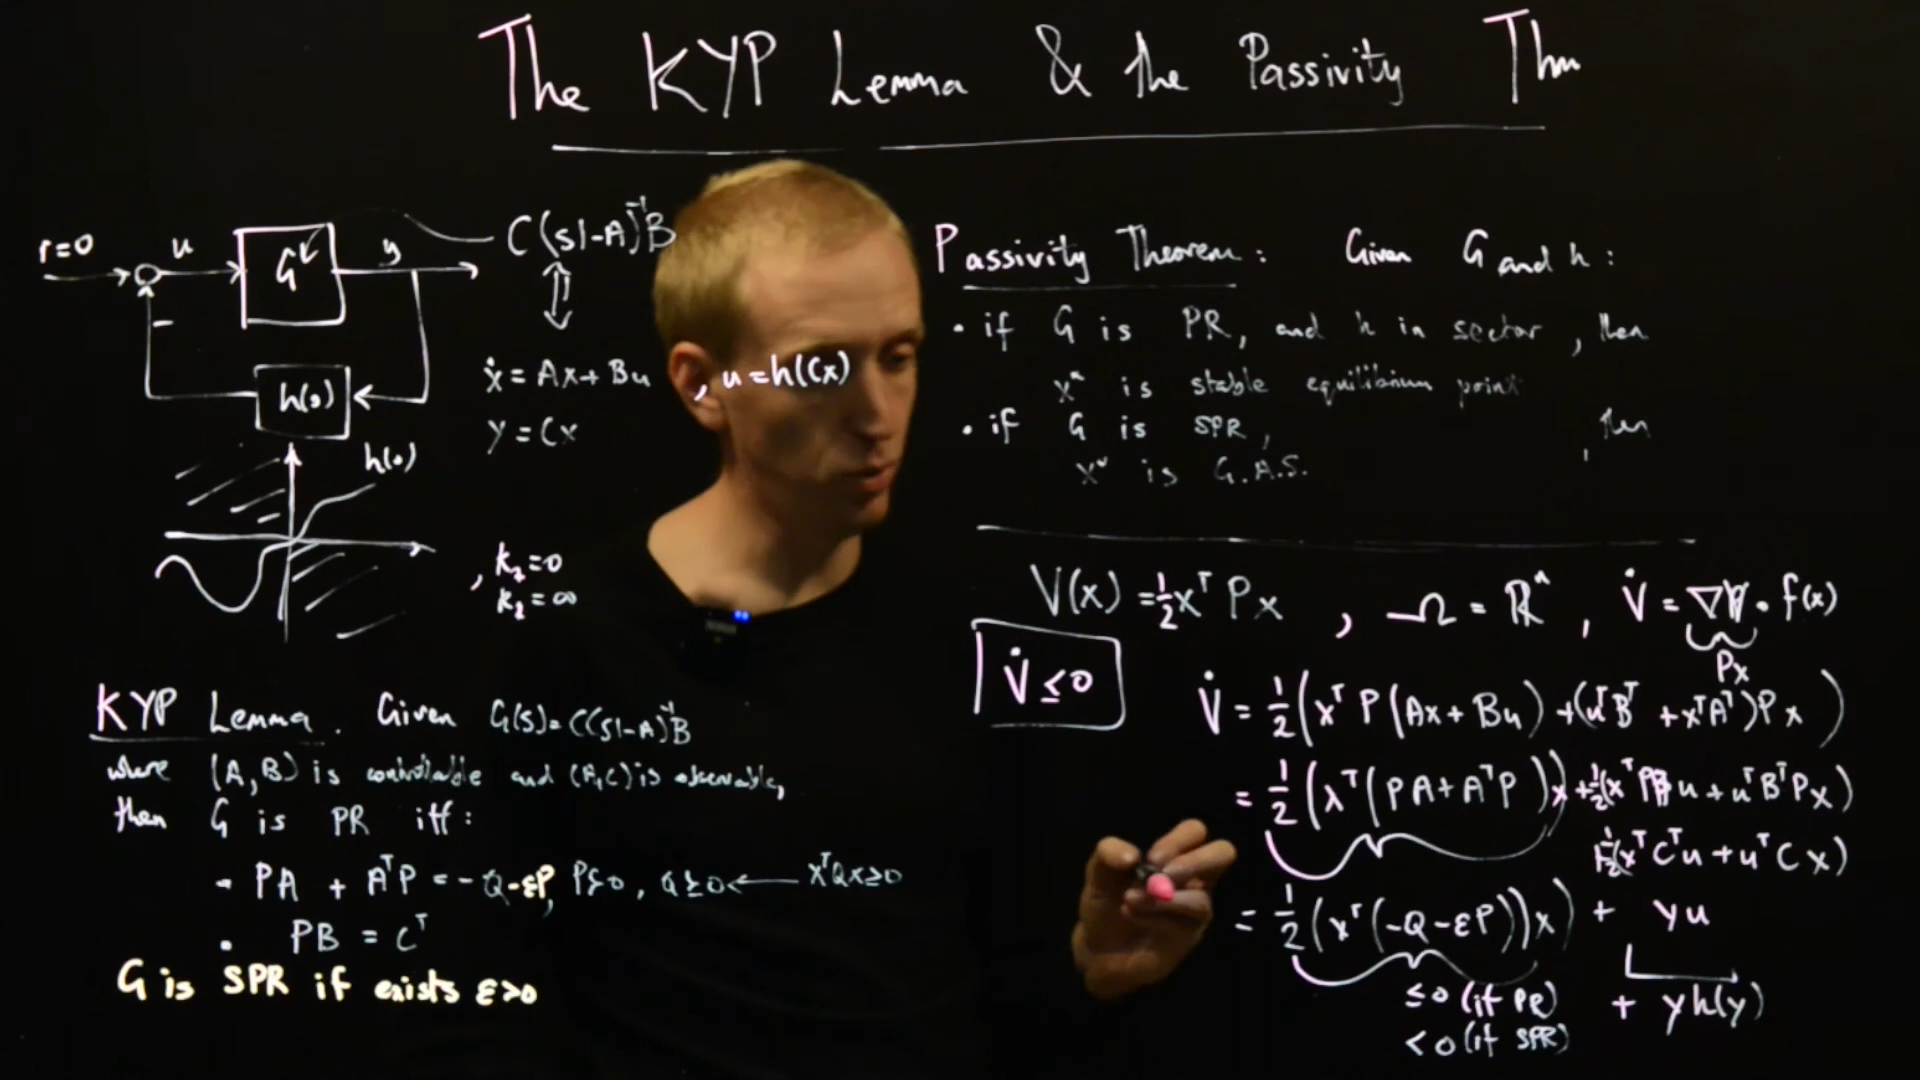 The KYP Lemma & the Passivity Thm
r=0
u
G
y
C(sI-A)⁻¹B
-
h(·)
ẋ = Ax + Bu , u = h(Cx)
y = Cx
h(·)
, k₁=0
k₂=∞
KYP Lemma. Given G(s)=C(sI-A)⁻¹B
where (A,B) is controllable and (A,C) is observable,
then G is PR iff:
- PA + AᵀP = -Q-εP, P≻0, Q⪰0 ← xᵀQx≥0
• PB = Cᵀ
G is SPR if exists ε>0
Passivity Theorem: Given G and h:
• if G is PR, and h in sector, then
x* is stable equilibrium point
• if G is SPR, , then
x* is G.A.S.
V(x) = ½xᵀPx , Ω = ℝⁿ , V̇ = ∇V · f(x)
Px
V̇ ≤ 0
V̇ = ½(xᵀP(Ax+Bu) + (uᵀBᵀ + xᵀAᵀ)Px)
= ½(xᵀ(PA+AᵀP))x + ½(xᵀPBu + uᵀBᵀPx)
½(xᵀCᵀu + uᵀCx)
= ½(xᵀ(-Q-εP))x) + yu
≤0 (if PR) + yh(y)
<0 (if SPR)